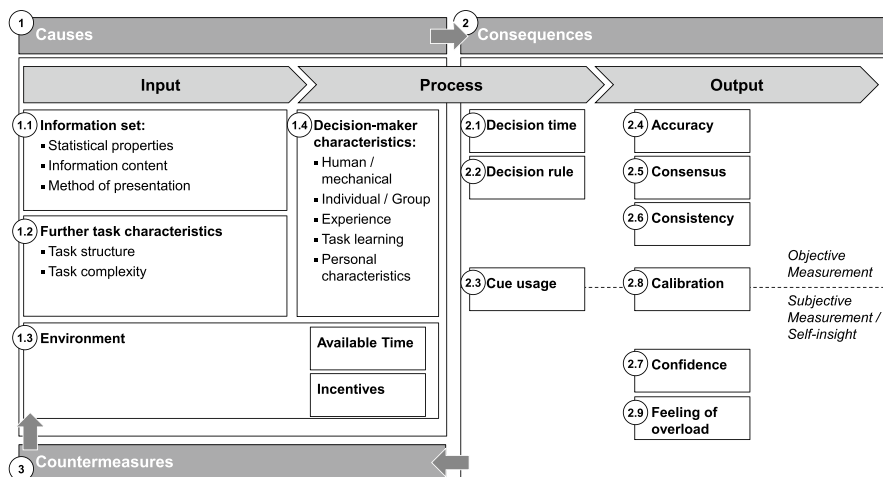 1
Causes
2
Consequences
Input
Process
Output
1.1
Information set:
▪ Statistical properties
▪ Information content
▪ Method of presentation
1.2
Further task characteristics
▪ Task structure
▪ Task complexity
1.4
Decision-maker
characteristics:
▪ Human /
mechanical
▪ Individual / Group
▪ Experience
▪ Task learning
▪ Personal
characteristics
1.3
Environment
Available Time
Incentives
2.1
Decision time
2.2
Decision rule
2.3
Cue usage
2.4
Accuracy
2.5
Consensus
2.6
Consistency
Objective
Measurement
2.8
Calibration
Subjective
Measurement /
Self-insight
2.7
Confidence
2.9
Feeling of
overload
3
Countermeasures